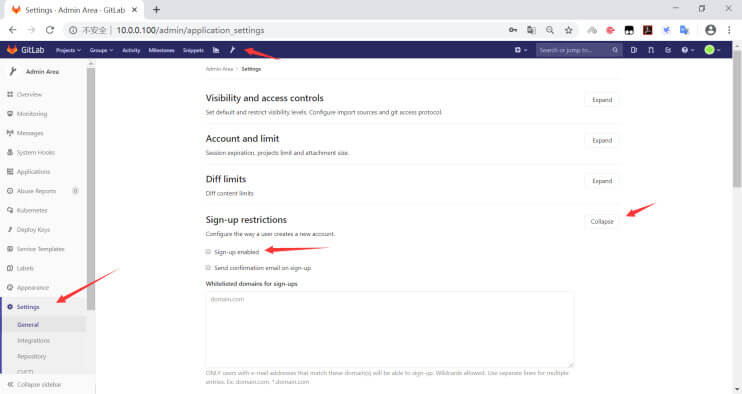 Settings · Admin Area · GitLab
不安全 | 10.0.0.100/admin/application_settings
GitLab Projects Groups Activity Milestones Snippets Search or jump to...
Admin Area
Overview
Monitoring
Messages
System Hooks
Applications
Abuse Reports 0
Kubernetes
Deploy Keys
Service Templates
Labels
Appearance
Settings
General
Integrations
Repository
CI/CD
Collapse sidebar
Admin Area > Settings
Visibility and access controls
Expand
Set default and restrict visibility levels. Configure import sources and git access protocol.
Account and limit
Expand
Session expiration, projects limit and attachment size.
Diff limits
Expand
Diff content limits
Sign-up restrictions
Collapse
Configure the way a user creates a new account.
Sign-up enabled
Send confirmation email on sign-up
Whitelisted domains for sign-ups
domain.com
ONLY users with e-mail addresses that match these domain(s) will be able to sign-up. Wildcards allowed. Use separate lines for multiple
entries. Ex: domain.com, *.domain.com